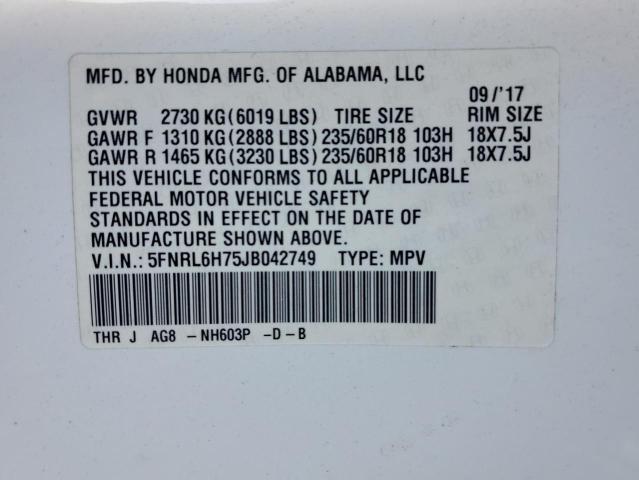 MFD. BY HONDA MFG. OF ALABAMA, LLC
09/'17
GVWR 2730 KG(6019 LBS) TIRE SIZE RIM SIZE
GAWR F 1310 KG(2888 LBS) 235/60R18 103H 18X7.5J
GAWR R 1465 KG(3230 LBS) 235/60R18 103H 18X7.5J
THIS VEHICLE CONFORMS TO ALL APPLICABLE
FEDERAL MOTOR VEHICLE SAFETY
STANDARDS IN EFFECT ON THE DATE OF
MANUFACTURE SHOWN ABOVE.
V.I.N.: 5FNRL6H75JB042749 TYPE: MPV
THR J AG8 -NH603P -D-B